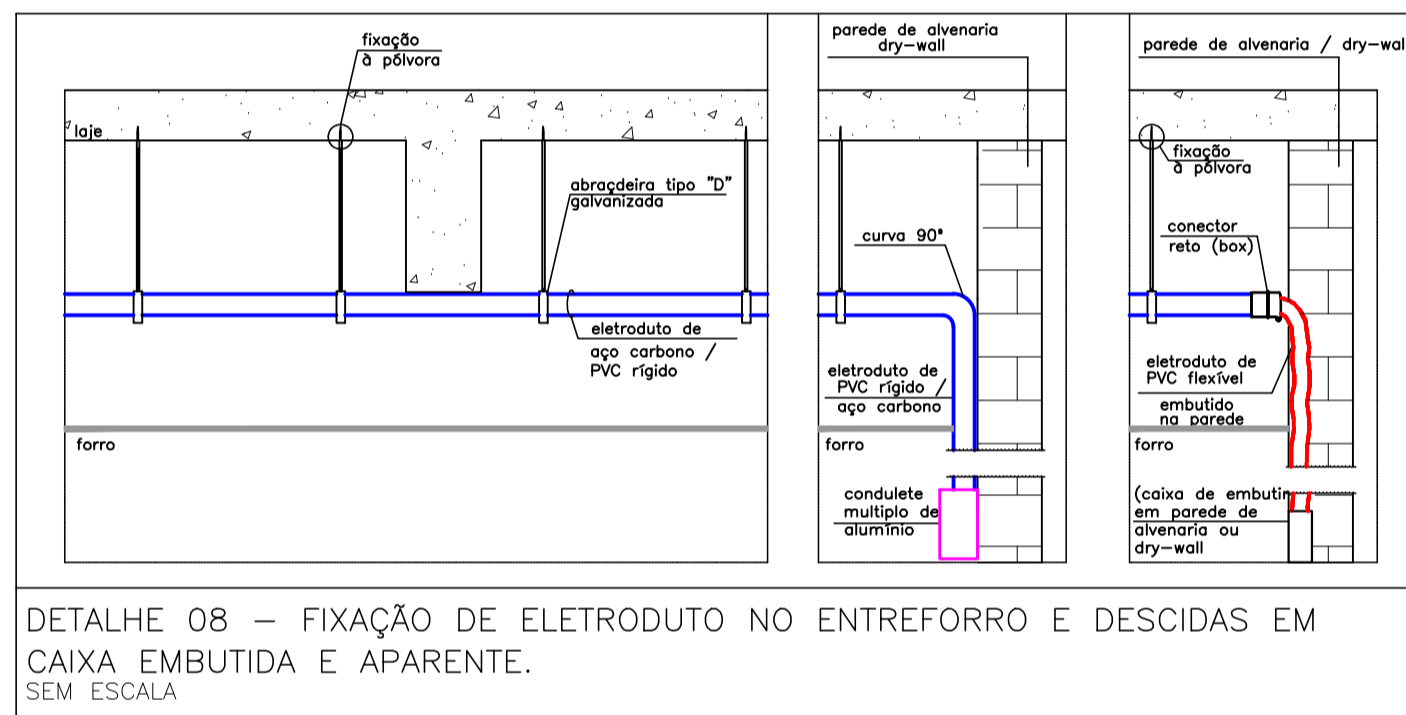 fixação
à pólvora
laje
abraçdeira tipo "D"
galvanizada
eletroduto de
aço carbono /
PVC rígido
forro
parede de alvenaria
dry-wall
curva 90°
eletroduto de
PVC rígido /
aço carbono
forro
condulete
multiplo de
alumínio
parede de alvenaria / dry-wal
fixação
à pólvora
conector
reto (box)
eletroduto de
PVC flexível
embutido
na parede
forro
(caixa de embutir
em parede de
alvenaria ou
dry-wall
DETALHE 08 - FIXAÇÃO DE ELETRODUTO NO ENTREFORRO E DESCIDAS EM
CAIXA EMBUTIDA E APARENTE.
SEM ESCALA